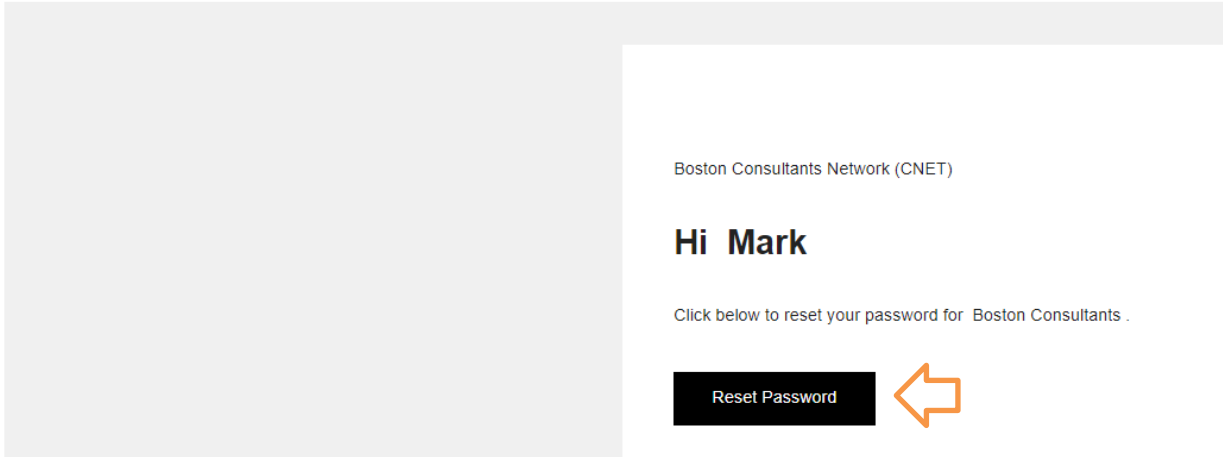 Boston Consultants Network (CNET)
Hi  Mark
Click below to reset your password for  Boston Consultants .
Reset Password